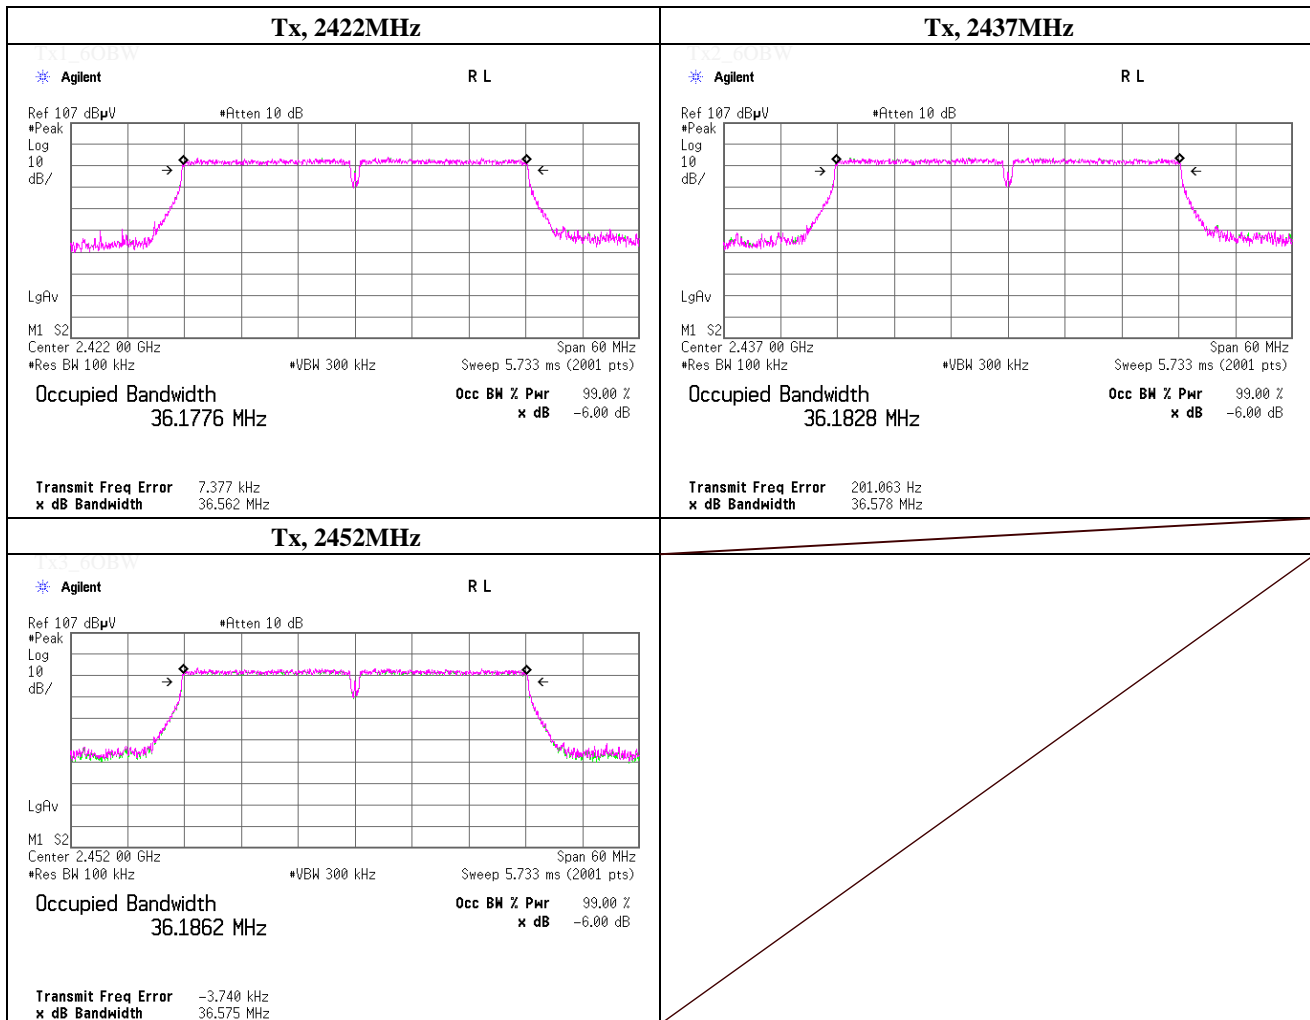 Tx, 2422MHz
Tx1_6OBW
Agilent R L
Ref 107 dBµV #Atten 10 dB
#Peak
Log
10
dB/
LgAv
M1 S2
Center 2.422 00 GHz Span 60 MHz
#Res BW 100 kHz #VBW 300 kHz Sweep 5.733 ms (2001 pts)
Occupied Bandwidth Occ BW % Pwr 99.00 %
36.1776 MHz x dB -6.00 dB
Transmit Freq Error 7.377 kHz
x dB Bandwidth 36.562 MHz
Tx, 2437MHz
Tx2_6OBW
Agilent R L
Ref 107 dBµV #Atten 10 dB
#Peak
Log
10
dB/
LgAv
M1 S2
Center 2.437 00 GHz Span 60 MHz
#Res BW 100 kHz #VBW 300 kHz Sweep 5.733 ms (2001 pts)
Occupied Bandwidth Occ BW % Pwr 99.00 %
36.1828 MHz x dB -6.00 dB
Transmit Freq Error 201.063 Hz
x dB Bandwidth 36.578 MHz
Tx, 2452MHz
Tx3_6OBW
Agilent R L
Ref 107 dBµV #Atten 10 dB
#Peak
Log
10
dB/
LgAv
M1 S2
Center 2.452 00 GHz Span 60 MHz
#Res BW 100 kHz #VBW 300 kHz Sweep 5.733 ms (2001 pts)
Occupied Bandwidth Occ BW % Pwr 99.00 %
36.1862 MHz x dB -6.00 dB
Transmit Freq Error -3.740 kHz
x dB Bandwidth 36.575 MHz